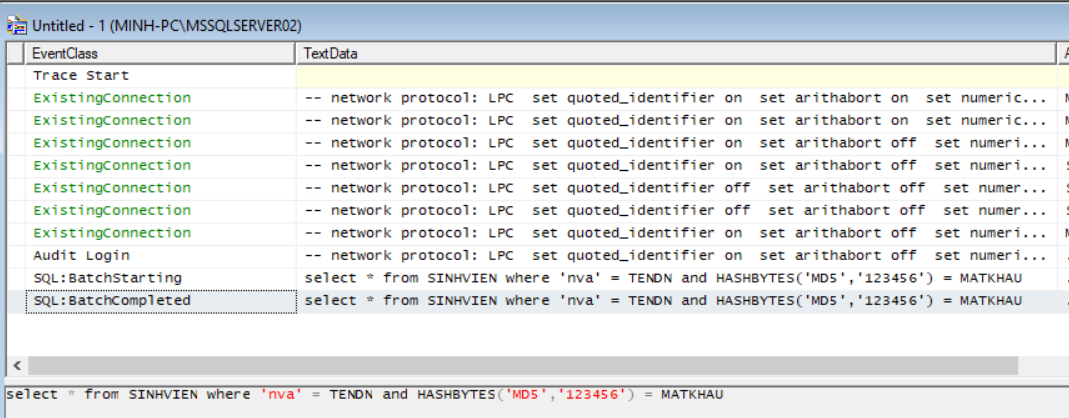 Untitled - 1 (MINH-PC\MSSQLSERVER02)
EventClass TextData
Trace Start
ExistingConnection -- network protocol: LPC set quoted_identifier on set arithabort on set numeric...
ExistingConnection -- network protocol: LPC set quoted_identifier on set arithabort on set numeric...
ExistingConnection -- network protocol: LPC set quoted_identifier on set arithabort off set numeri...
ExistingConnection -- network protocol: LPC set quoted_identifier on set arithabort off set numeri...
ExistingConnection -- network protocol: LPC set quoted_identifier off set arithabort off set numer...
ExistingConnection -- network protocol: LPC set quoted_identifier off set arithabort off set numer...
ExistingConnection -- network protocol: LPC set quoted_identifier on set arithabort off set numeri...
Audit Login -- network protocol: LPC set quoted_identifier on set arithabort off set numeri...
SQL:BatchStarting select * from SINHVIEN where 'nva' = TENDN and HASHBYTES('MD5','123456') = MATKHAU
SQL:BatchCompleted select * from SINHVIEN where 'nva' = TENDN and HASHBYTES('MD5','123456') = MATKHAU
select * from SINHVIEN where 'nva' = TENDN and HASHBYTES('MD5','123456') = MATKHAU